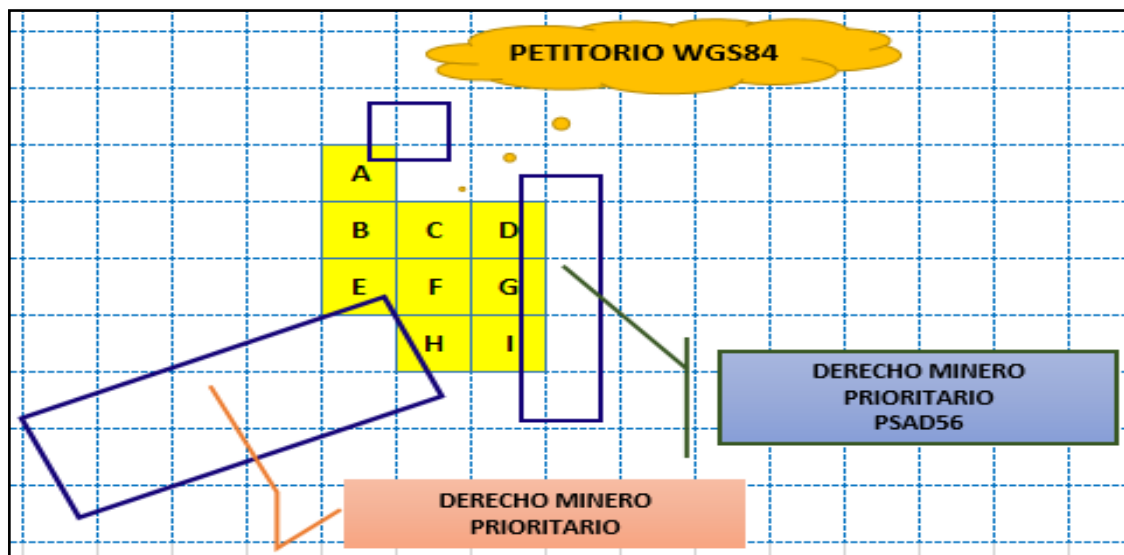 PETITORIO WGS84
A
B C D
E F G
H I
DERECHO MINERO
PRIORITARIO
PSAD56
DERECHO MINERO
PRIORITARIO